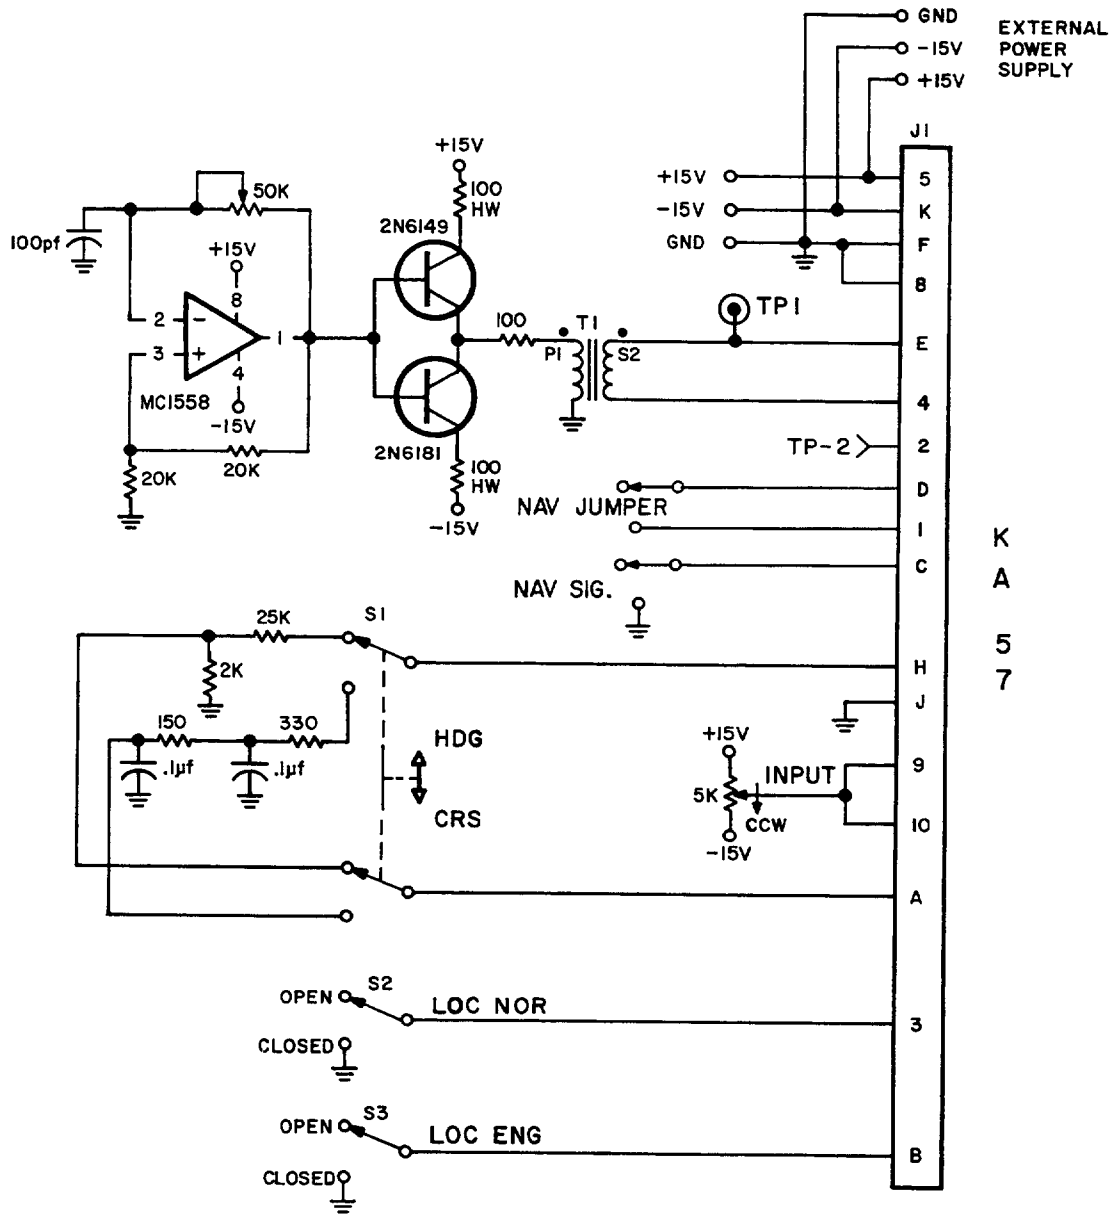 GND
EXTERNAL
-15V
POWER
SUPPLY
+15V
J1
+15V
+15V
5
50K
100
HW
-15V
K
2N6149
100pf
+15V
GND
F
8
8
TP1
100
T1
2
-
1
P1
S2
E
3
+
4
MC1558
-15V
4
2N6181
TP-2
2
20K
20K
100
HW
D
NAV JUMPER
-15V
1
K
C
A
NAV SIG.
25K
S1
5
H
2K
7
J
150
330
+15V
HDG
.1µf
.1µf
9
INPUT
5K
CRS
CCW
10
-15V
A
S2
OPEN
LOC NOR
3
CLOSED
S3
OPEN
LOC ENG
B
CLOSED